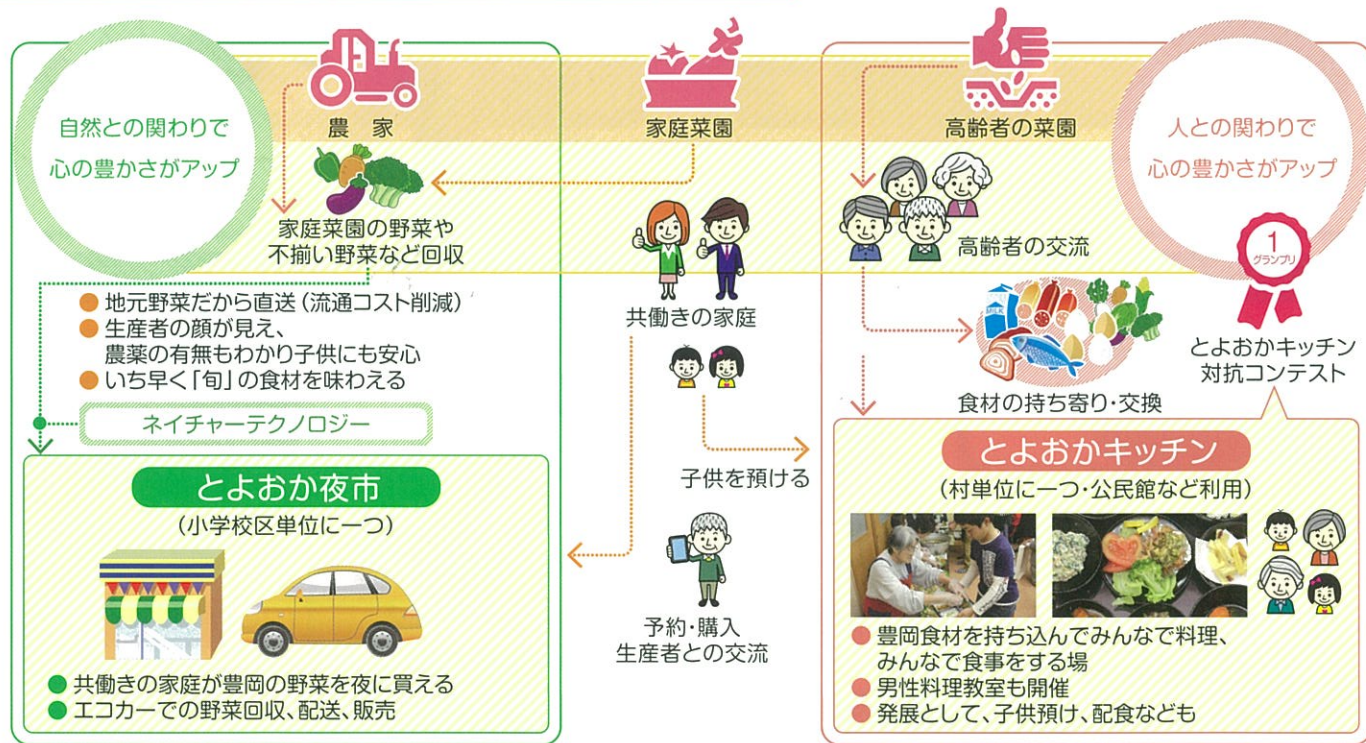 自然との関わりで
心の豊かさがアップ
農 家
家庭菜園の野菜や
不揃い野菜など回収
● 地元野菜だから直送(流通コスト削減)
● 生産者の顔が見え、
農薬の有無もわかり子供にも安心
● いち早く「旬」の食材を味わえる
ネイチャーテクノロジー
とよおか夜市
(小学校区単位に一つ)
● 共働きの家庭が豊岡の野菜を夜に買える
● エコカーでの野菜回収、配送、販売
家庭菜園
共働きの家庭
子供を預ける
予約・購入
生産者との交流
高齢者の菜園
高齢者の交流
MILK
食材の持ち寄り・交換
人との関わりで
心の豊かさがアップ
1
グランプリ
とよおかキッチン
対抗コンテスト
とよおかキッチン
(村単位に一つ・公民館など利用)
● 豊岡食材を持ち込んでみんなで料理、
みんなで食事をする場
● 男性料理教室も開催
● 発展として、子供預け、配食なども